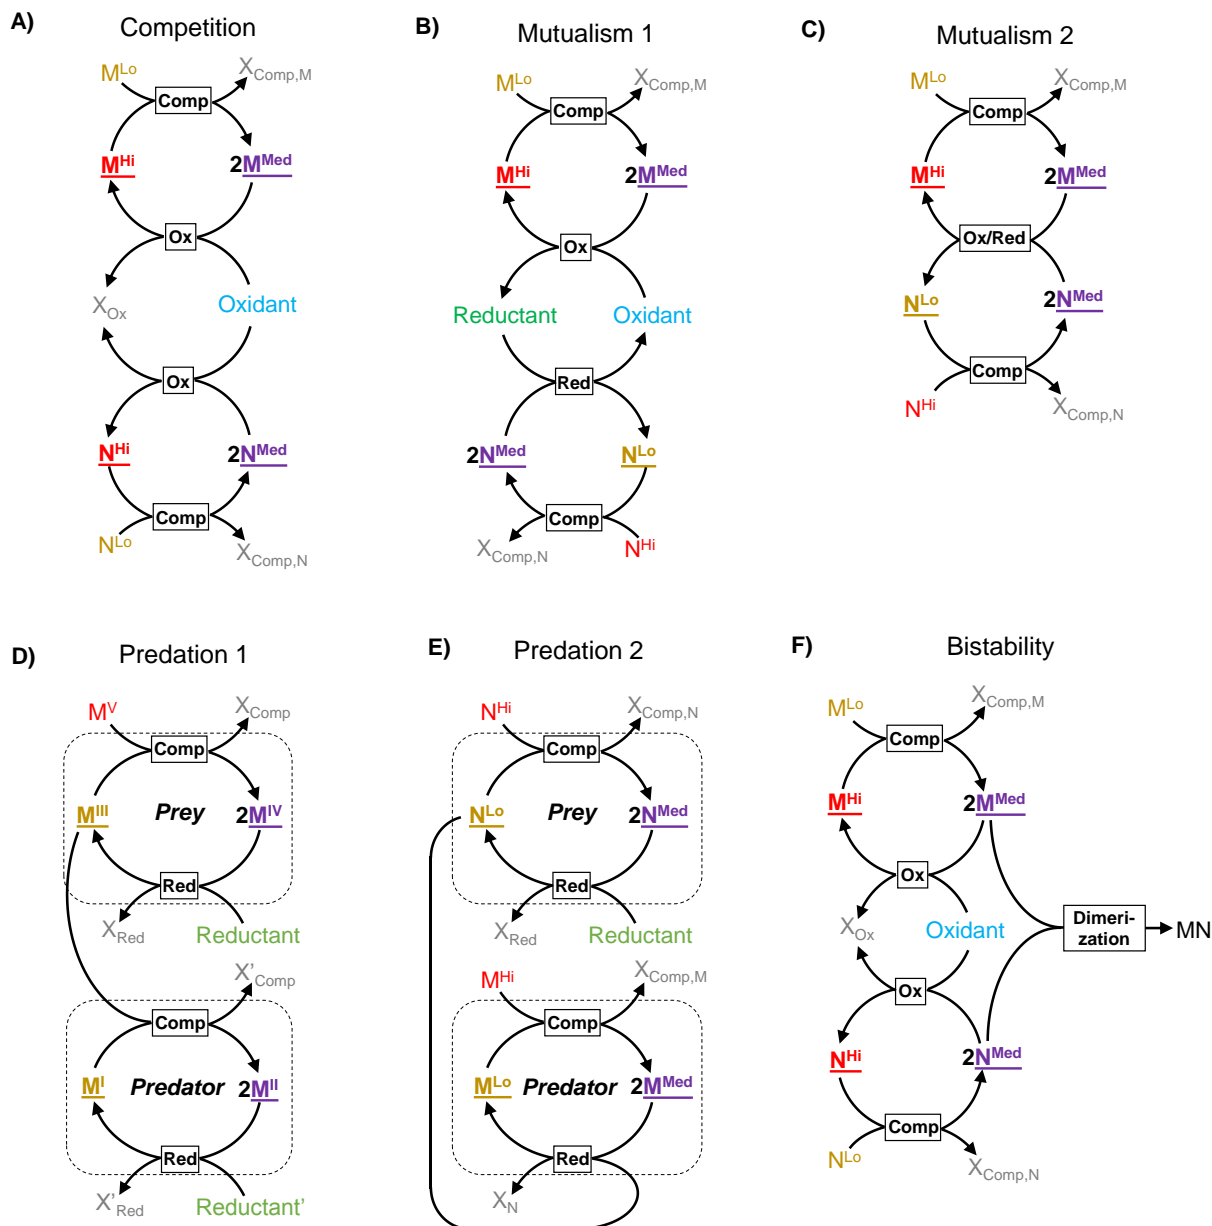 A)
Competition
M^Lo
X_Comp,M
Comp
M^Hi
2M^Med
Ox
X_Ox
Oxidant
Ox
N^Hi
2N^Med
Comp
N^Lo
X_Comp,N
B)
Mutualism 1
M^Lo
X_Comp,M
Comp
M^Hi
2M^Med
Ox
Reductant
Oxidant
Red
2N^Med
N^Lo
Comp
X_Comp,N
N^Hi
C)
Mutualism 2
M^Lo
X_Comp,M
Comp
M^Hi
2M^Med
Ox/Red
N^Lo
2N^Med
Comp
N^Hi
X_Comp,N
D)
Predation 1
M^V
X_Comp
Comp
M^III
Prey
2M^IV
Red
X_Red
Reductant
X'_Comp
Comp
M^I
Predator
2M^II
Red
X'_Red
Reductant'
E)
Predation 2
N^Hi
X_Comp,N
Comp
N^Lo
Prey
2N^Med
Red
X_Red
Reductant
M^Hi
X_Comp,M
Comp
M^Lo
Predator
2M^Med
Red
X_N
F)
Bistability
M^Lo
X_Comp,M
Comp
M^Hi
2M^Med
Ox
X_Ox
Oxidant
Dimeri-
zation
MN
Ox
N^Hi
2N^Med
Comp
N^Lo
X_Comp,N